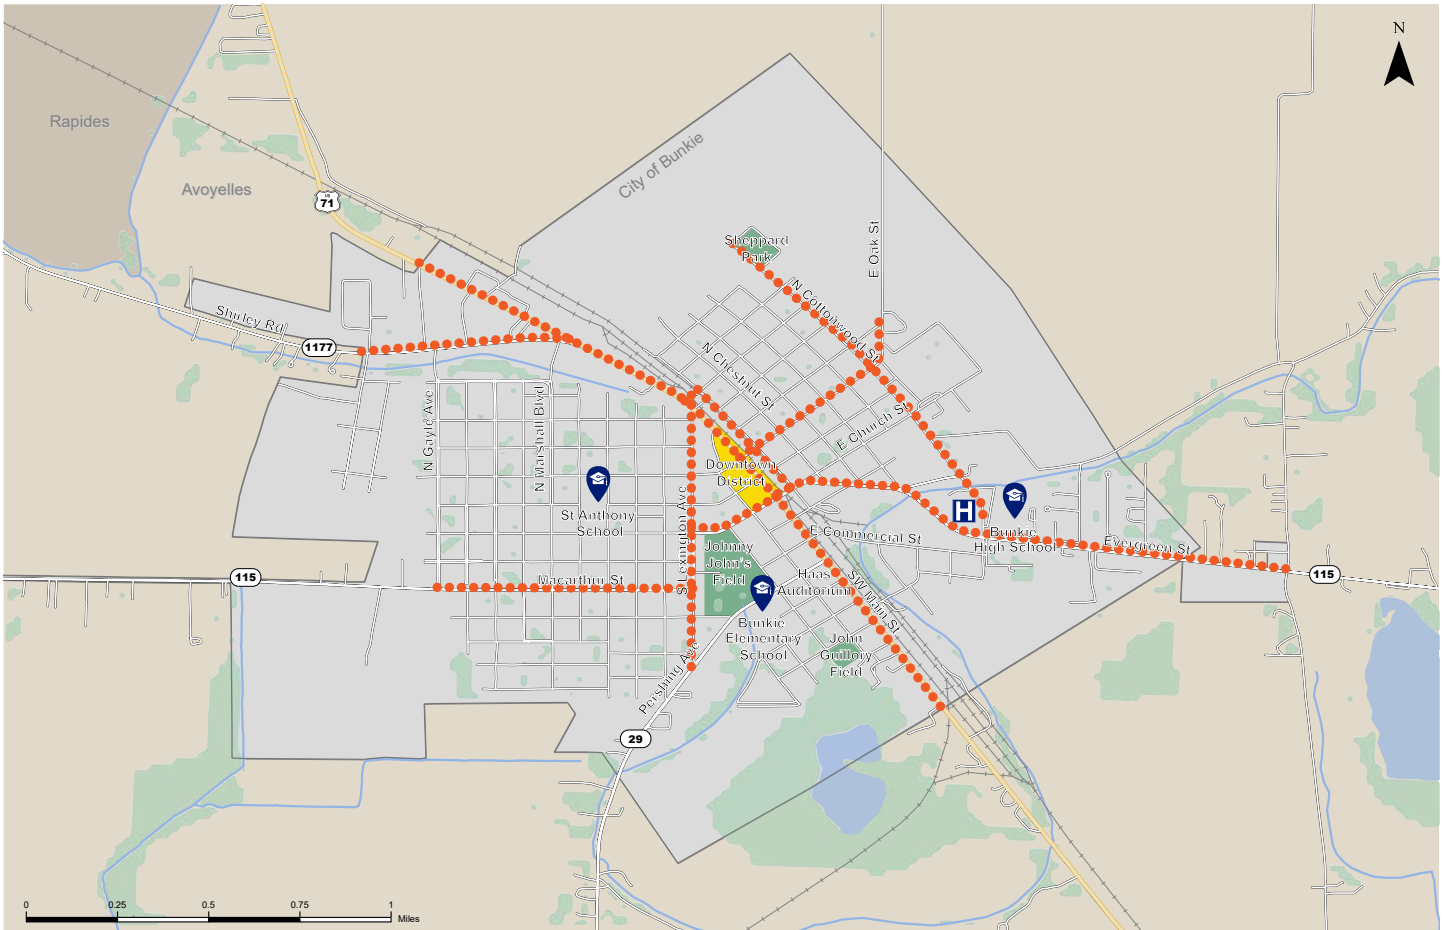 N
Rapides
City of Bunkie
Avoyelles
US
71
Sheppard
Park
E Oak St
N Cottonwood St
Shirley Rd
1177
N Chestnut St
N Gayle Ave
N Marshall Blvd
E Church St
Downtown
District
St Anthony
School
S Lexington Ave
H
Bunkie
High School
E Commercial St
Evergreen St
Johnny
John's
Field
115
Macarthur St
Haas
Auditorium
SW Main St
115
Bunkie
Elementary
School
John
Guillory
Field
Pershing Ave
29
0
0.25
0.5
0.75
1
Miles